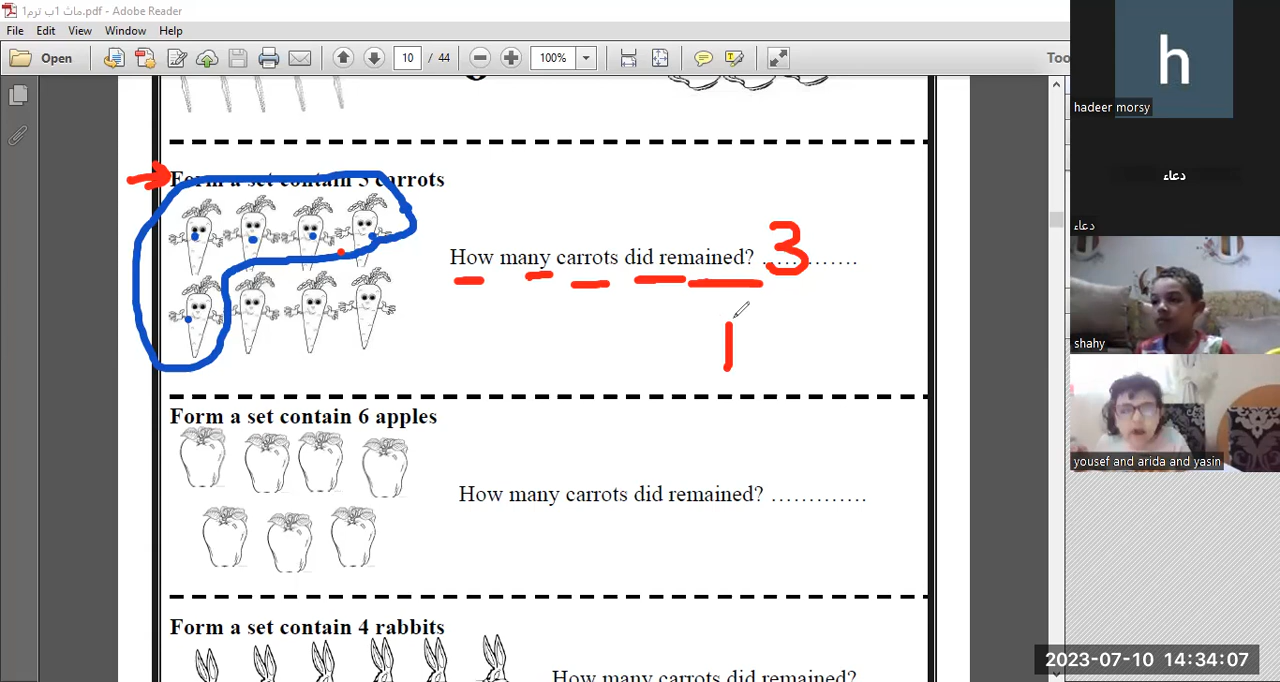 ماث 1ب ترم1.pdf - Adobe Reader
File Edit View Window Help
Open 10 / 44 100% Too
Form a set contain 5 carrots
How many carrots did remained? 3.............
1
Form a set contain 6 apples
How many carrots did remained? .............
Form a set contain 4 rabbits
How many carrots did remained?
h
hadeer morsy
دعاء
دعاء
shahy
yousef and arida and yasin
2023-07-10 14:34:07